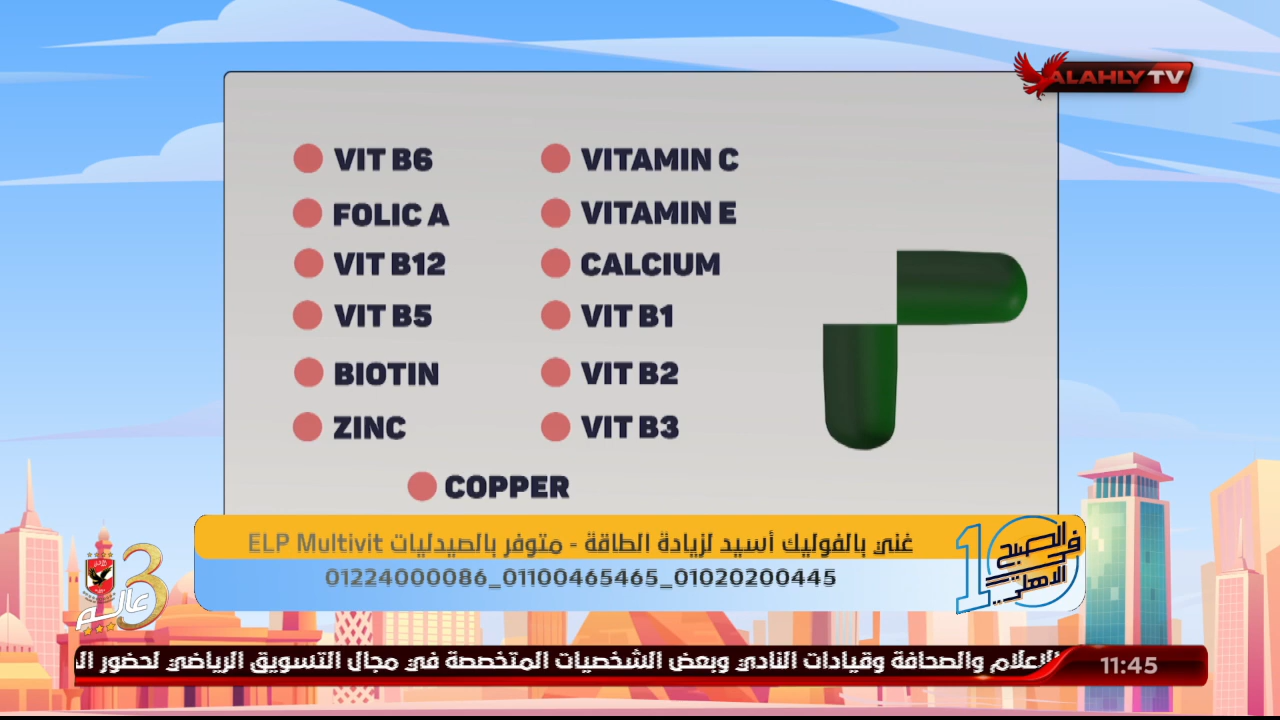 ALAHLY TV
VIT B6
FOLIC A
VIT B12
VIT B5
BIOTIN
ZINC
VITAMIN C
VITAMIN E
CALCIUM
VIT B1
VIT B2
VIT B3
COPPER
غني بالفوليك أسيد لزيادة الطاقة - متوفر بالصيدليات ELP Multivit
01224000086_01100465465_01020200445
10 الصبح
في
الأهلي..
3 عالم
الإعلام والصحافة وقيادات النادي وبعض الشخصيات المتخصصة في مجال التسويق الرياضي لحضور
11:45